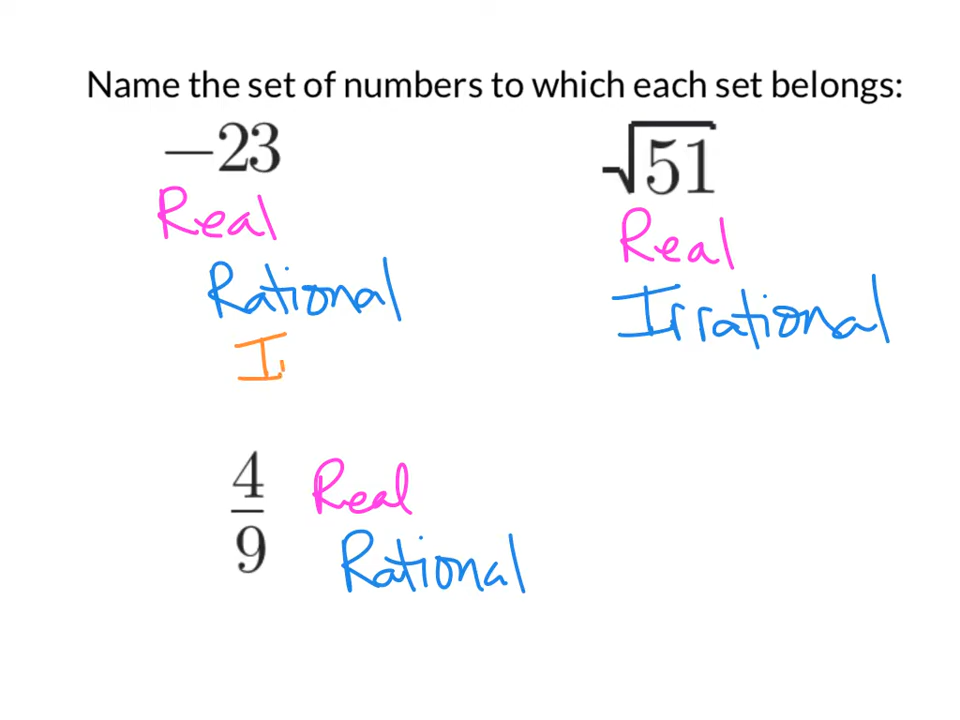 Name the set of numbers to which each set belongs:
−23
Real
Rational
I
√51
Real
Irrational
4/9
Real
Rational